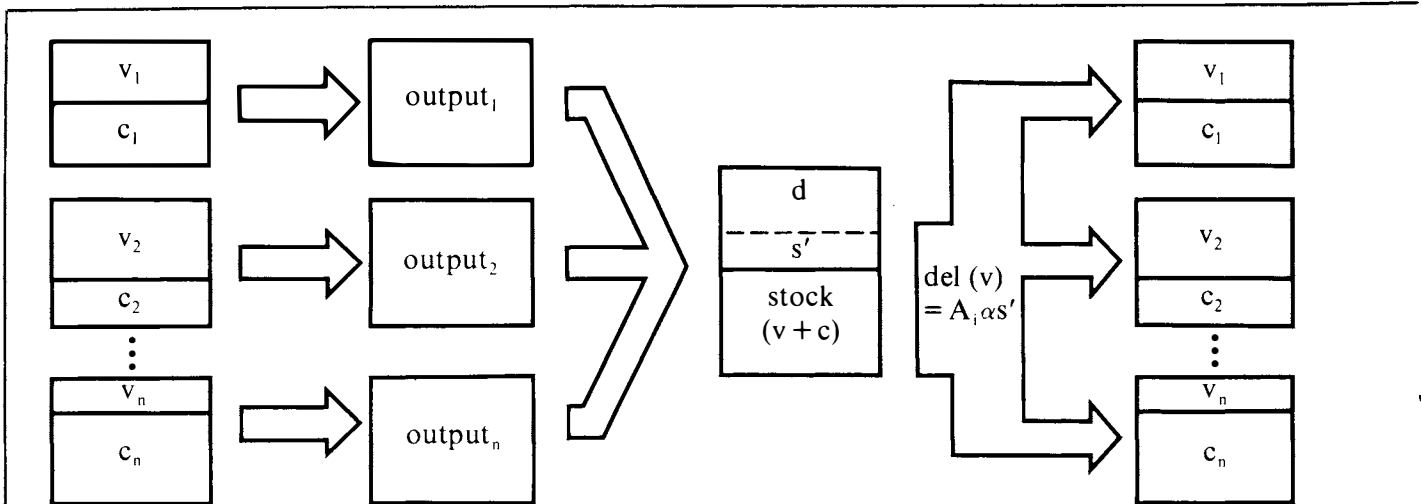 v₁
c₁
output₁
v₂
c₂
output₂
vₙ
cₙ
outputₙ
d
s′
stock
(v + c)
del (v)
= Aᵢαs′
v₁
c₁
v₂
c₂
vₙ
cₙ